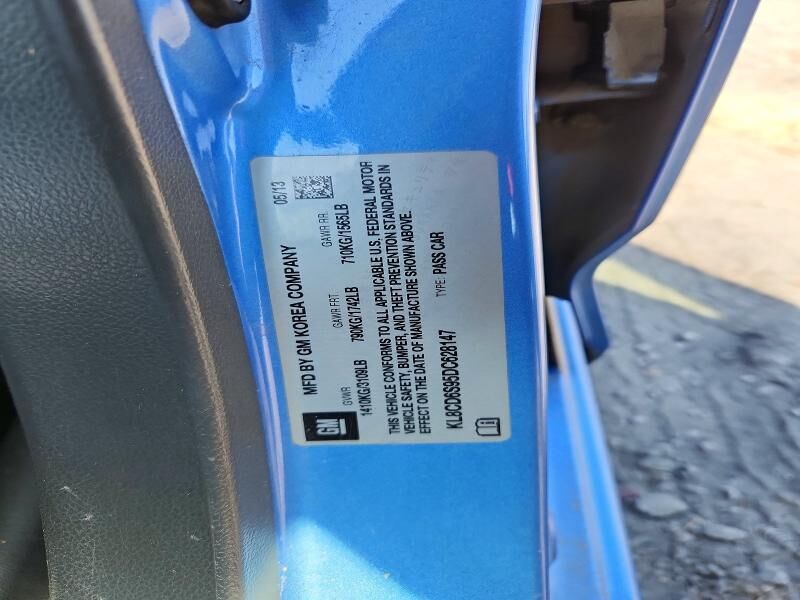 MFD BY GM KOREA COMPANY
05/13
GVWR
GAWR FRT.
GAWR RR.
1410KG/3109LB
790KG/1742LB
710KG/1565LB
THIS VEHICLE CONFORMS TO ALL APPLICABLE U.S. FEDERAL MOTOR
VEHICLE SAFETY, BUMPER, AND THEFT PREVENTION STANDARDS IN
EFFECT ON THE DATE OF MANUFACTURE SHOWN ABOVE.
KL8CD6S95DC628147
TYPE: PASS CAR
GM